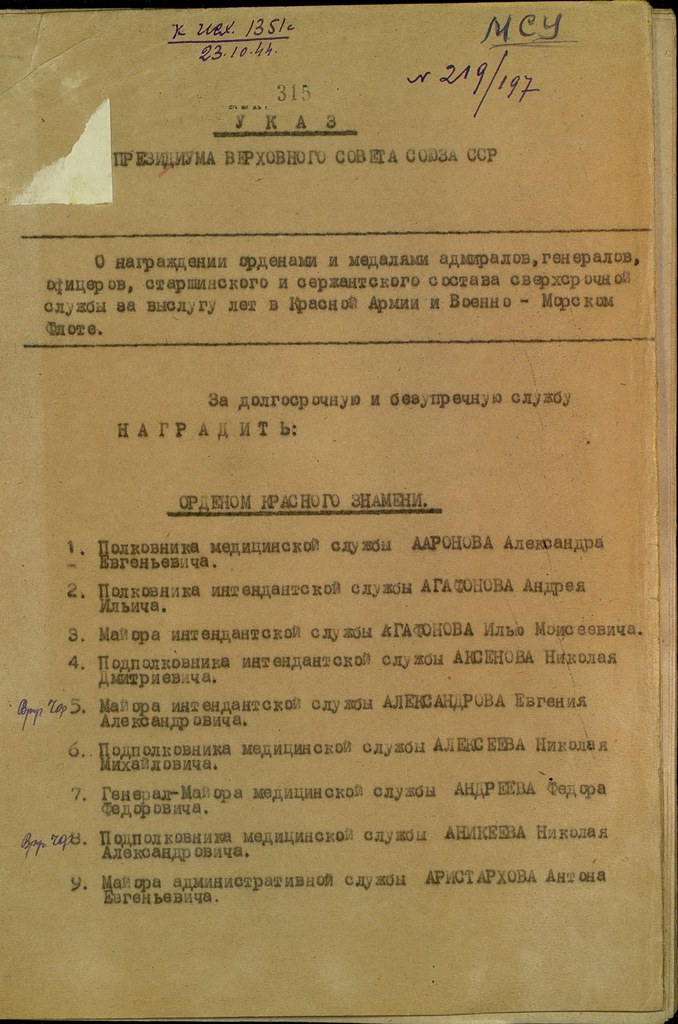 к исх. 1351с
23.10.44.
МСУ
N 219/197
315
УКАЗ
ПРЕЗИДИУМА ВЕРХОВНОГО СОВЕТА СОЮЗА ССР
О награждении орденами и медалями адмиралов, генералов,
офицеров, старшинского и сержантского состава сверхсрочной
службы за выслугу лет в Красной Армии и Военно - Морском
Флоте.
За долгосрочную и безупречную службу
НАГРАДИТЬ:
ОРДЕНОМ КРАСНОГО ЗНАМЕНИ.
1. Полковника медицинской службы ААРОНОВА Александра
Евгеньевича.
2. Полковника интендантской службы АГАФОНОВА Андрея
Ильича.
3. Майора интендантской службы АГАФОНОВА Илью Моисеевича.
4. Подполковника интендантской службы АКСЕНОВА Николая
Дмитриевича.
5. Майора интендантской службы АЛЕКСАНДРОВА Евгения
Александровича.
6. Подполковника медицинской службы АЛЕКСЕЕВА Николая
Михайловича.
7. Генерал-Майора медицинской службы АНДРЕЕВА Федора
Федоровича.
8. Подполковника медицинской службы АНИКЕЕВА Николая
Александровича.
9. Майора административной службы АРИСТАРХОВА Антона
Евгеньевича.